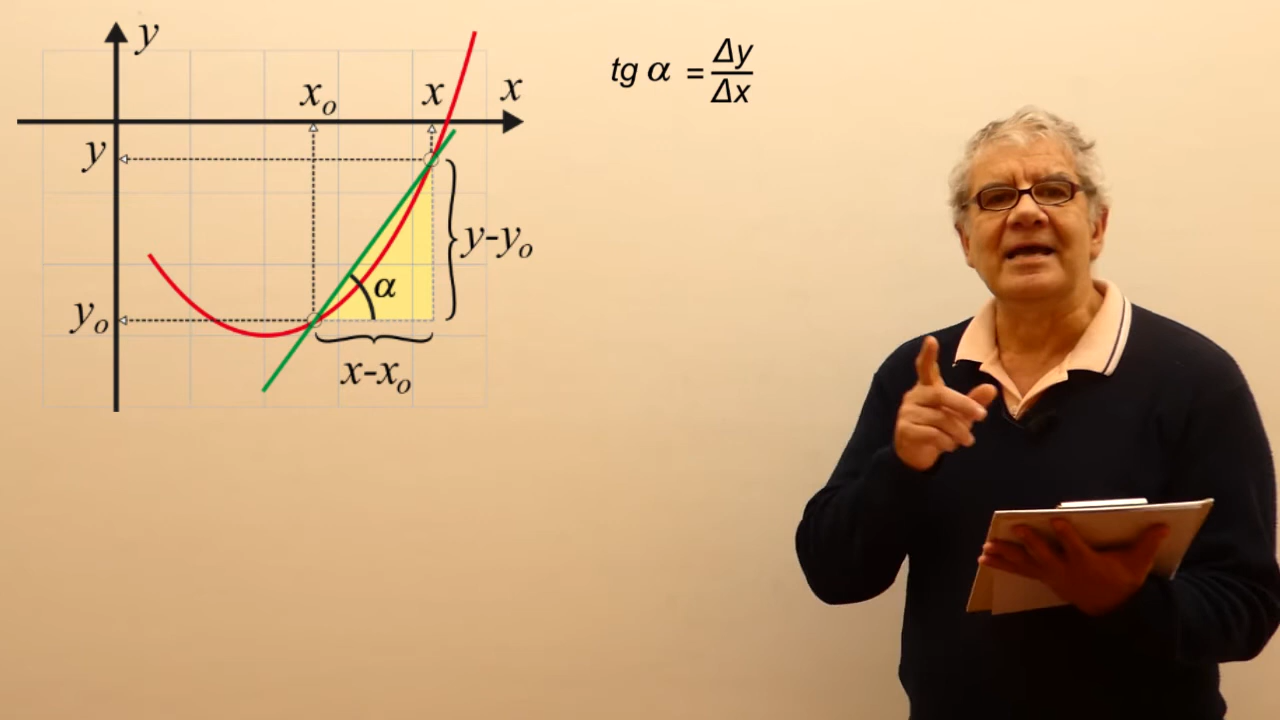 y
x₀ x x
y
y-y₀
α
y₀
x-x₀
tg α = Δy/Δx